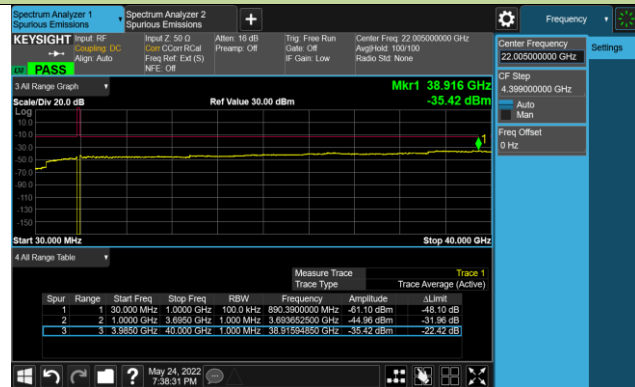 Spectrum Analyzer 1
Spurious Emissions
Spectrum Analyzer 2
Spurious Emissions
+
Frequency
KEYSIGHT
Input: RF
Coupling: DC
Align: Auto
Input Z: 50 Ω
Corr CCorr RCal
Freq Ref: Ext (S)
NFE: Off
Atten: 18 dB
Preamp: Off
Trig: Free Run
Gate: Off
IF Gain: Low
Center Freq: 22.005000000 GHz
Avg|Hold: 100/100
Radio Std: None
PASS
Center Frequency
22.005000000 GHz
Settings
CF Step
4.399000000 GHz
Auto
Man
Freq Offset
0 Hz
3 All Range Graph
Mkr1 38.916 GHz
-35.42 dBm
Scale/Div 20.0 dB
Ref Value 30.00 dBm
Log
10.0
-10.0
-30.0
-50.0
-70.0
-90.0
-110
-130
-150
1
Start 30.000 MHz
Stop 40.000 GHz
4 All Range Table
Measure Trace Trace 1
Trace Type Trace Average (Active)
Spur Range Start Freq Stop Freq RBW Frequency Amplitude ΔLimit
1 1 30.000 MHz 1.0000 GHz 100.0 kHz 890.3900000 MHz -61.10 dBm -48.10 dB
2 2 1.0000 GHz 3.6950 GHz 1.000 MHz 3.693652500 GHz -44.96 dBm -31.96 dB
3 3 3.9850 GHz 40.000 GHz 1.000 MHz 38.91594850 GHz -35.42 dBm -22.42 dB
?
May 24, 2022
7:38:31 PM